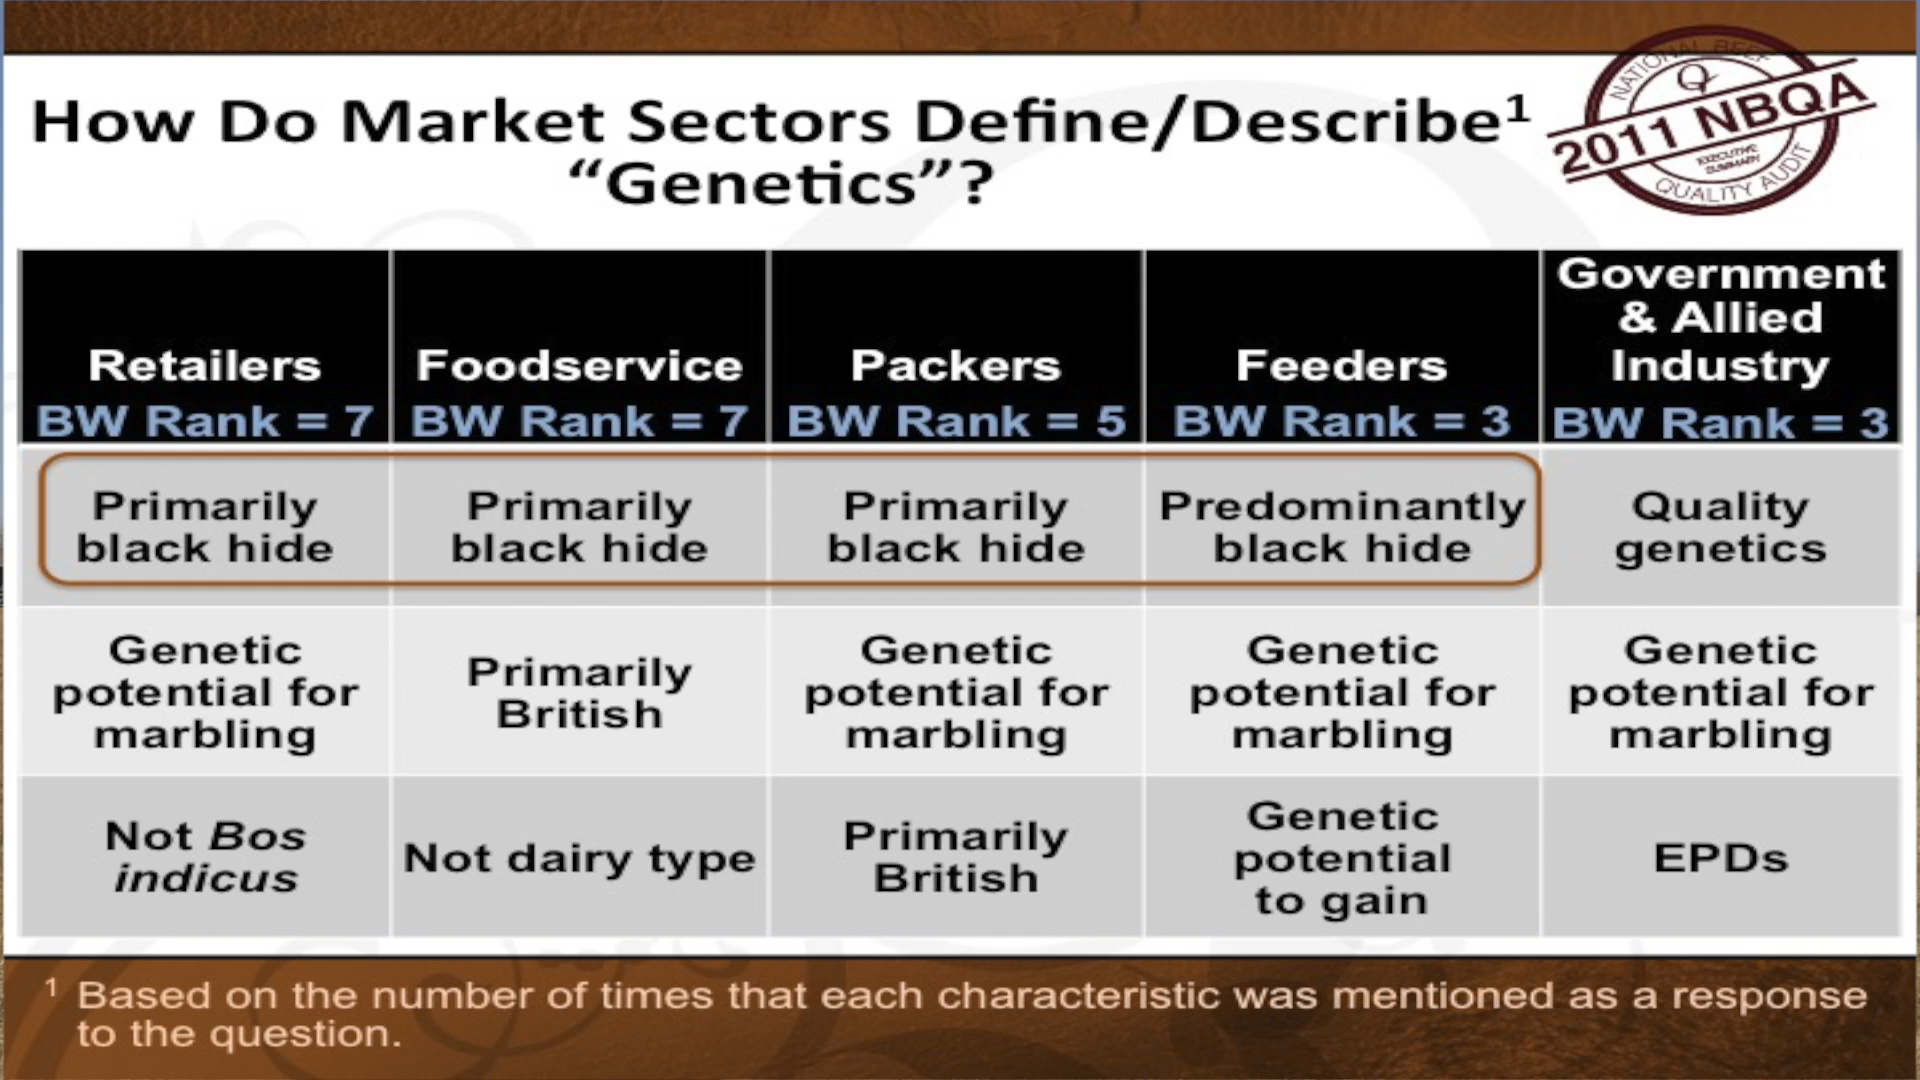 How Do Market Sectors Define/Describe¹
“Genetics”?
NATIONAL BEEF
Q
2011 NBQA
EXECUTIVE
SUMMARY
QUALITY AUDIT
Retailers
BW Rank = 7
Foodservice
BW Rank = 7
Packers
BW Rank = 5
Feeders
BW Rank = 3
Government
& Allied
Industry
BW Rank = 3
Primarily
black hide
Primarily
black hide
Primarily
black hide
Predominantly
black hide
Quality
genetics
Genetic
potential for
marbling
Primarily
British
Genetic
potential for
marbling
Genetic
potential for
marbling
Genetic
potential for
marbling
Not Bos
indicus
Not dairy type
Primarily
British
Genetic
potential
to gain
EPDs
¹ Based on the number of times that each characteristic was mentioned as a response
to the question.